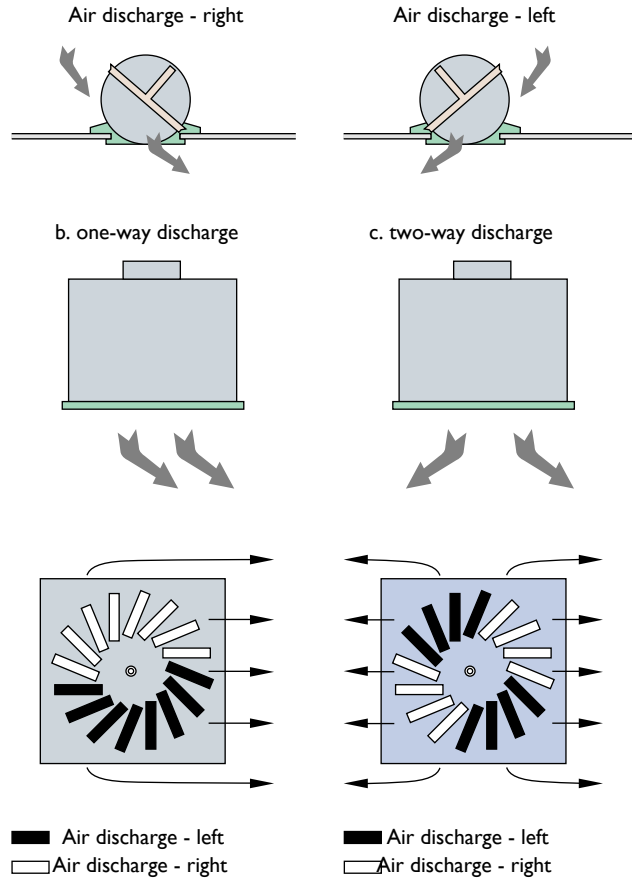 Air discharge - right
Air discharge - left
b. one-way discharge
c. two-way discharge
Air discharge - left
Air discharge - right
Air discharge - left
Air discharge - right